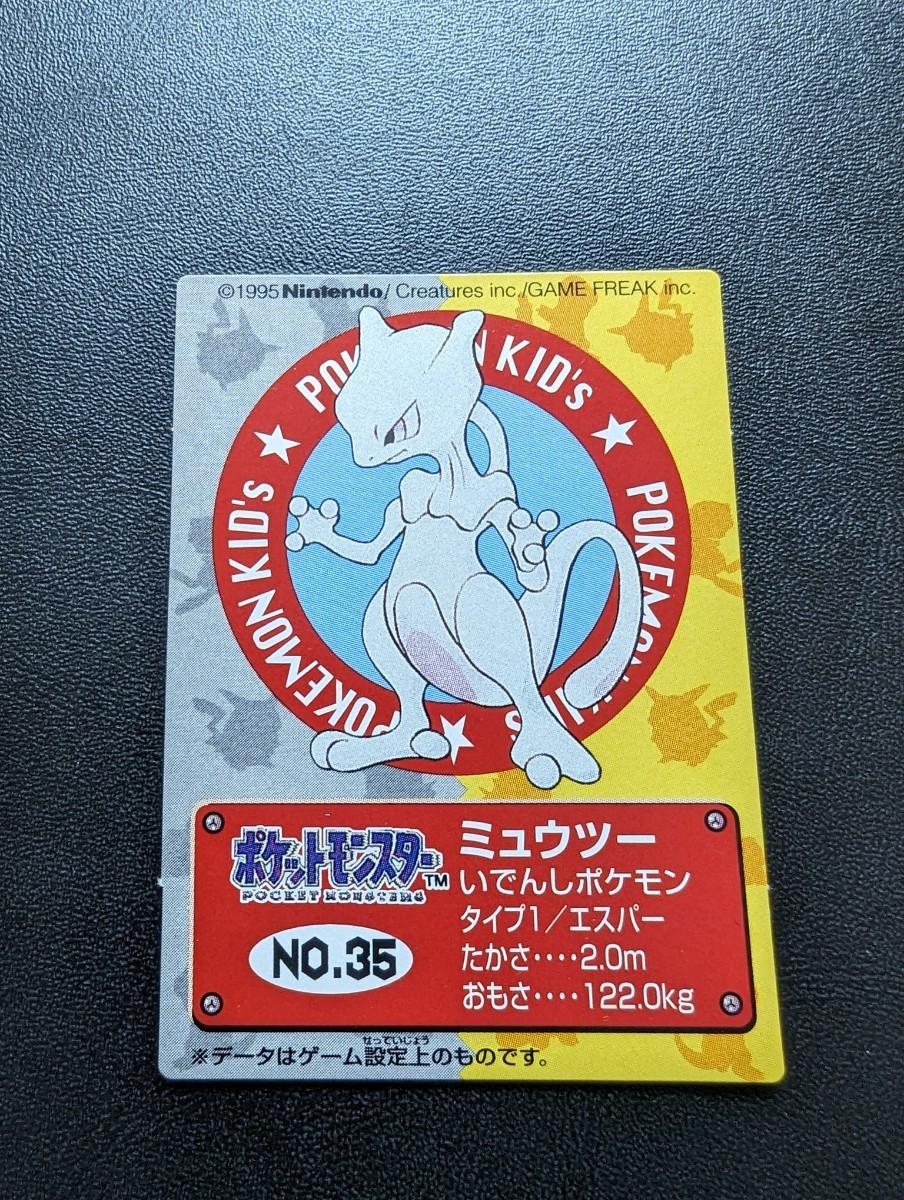 ©1995 Nintendo/ Creatures inc./GAME FREAK inc.
POKEMON KID's
POKEMON KID's
ポケットモンスター TM
POCKET MONSTERS
NO.35
ミュウツー
いでんしポケモン
タイプ1／エスパー
たかさ‥‥2.0m
おもさ‥‥122.0kg
せっていじょう
※データはゲーム設定上のものです。